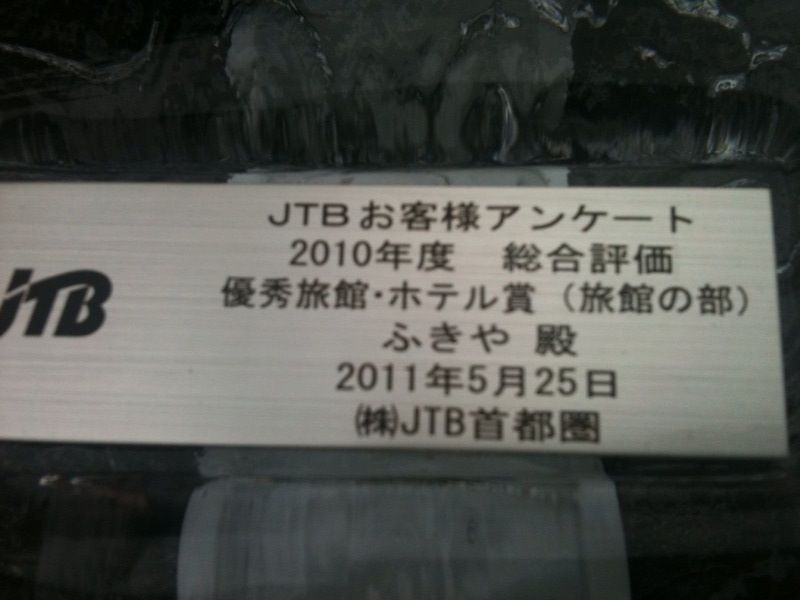 JTB
JTBお客様アンケート
2010年度　総合評価
優秀旅館・ホテル賞（旅館の部）
ふきや 殿
2011年5月25日
㈱JTB首都圏